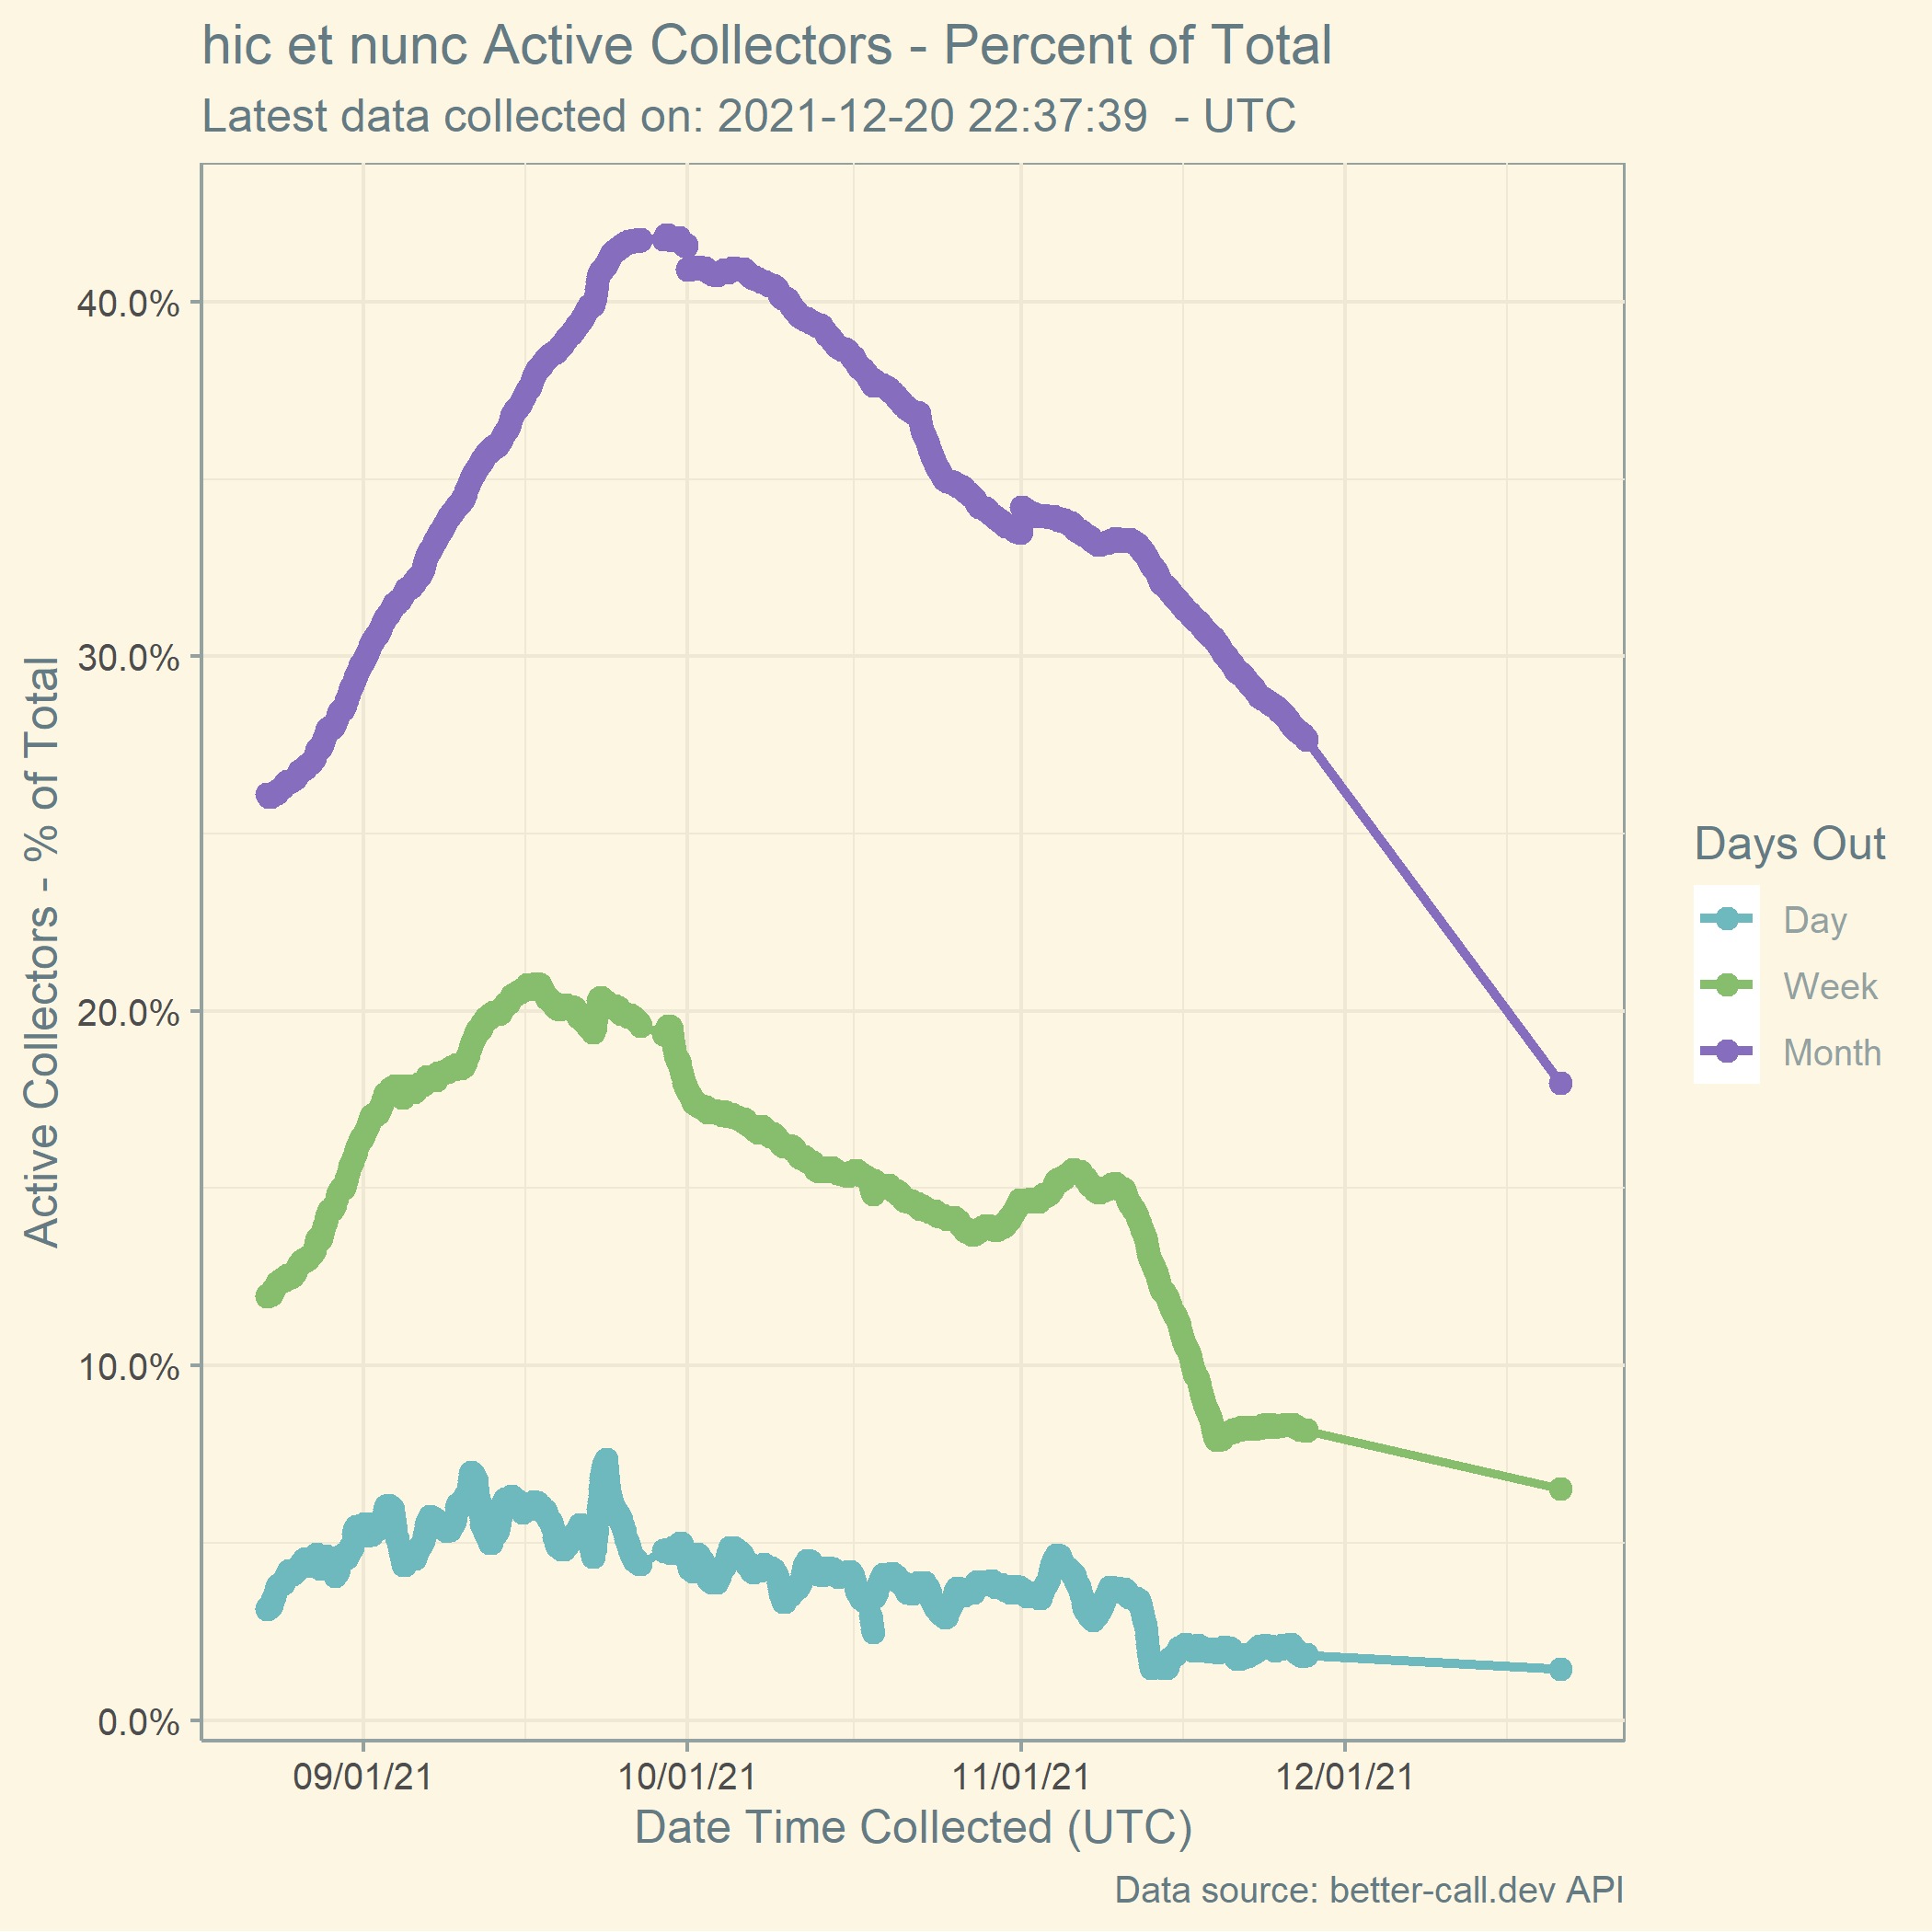 hic et nunc Active Collectors - Percent of Total
Latest data collected on: 2021-12-20 22:37:39  - UTC
Active Collectors - % of Total
40.0%
30.0%
20.0%
10.0%
0.0%
09/01/21
10/01/21
11/01/21
12/01/21
Date Time Collected (UTC)
Days Out
Day
Week
Month
Data source: better-call.dev API